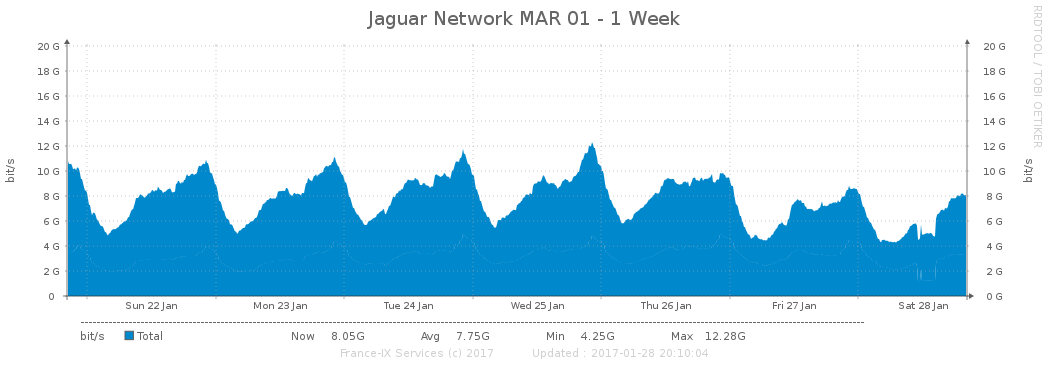 Jaguar Network MAR 01 - 1 Week
RRDTOOL / TOBI OETIKER
bit/s
20 G 20 G
18 G 18 G
16 G 16 G
14 G 14 G
12 G 12 G
10 G 10 G
8 G 8 G
6 G 6 G
4 G 4 G
2 G 2 G
0 0 G
bit/s
Sun 22 Jan Mon 23 Jan Tue 24 Jan Wed 25 Jan Thu 26 Jan Fri 27 Jan Sat 28 Jan
bit/s Total Now 8.05G Avg 7.75G Min 4.25G Max 12.28G
France-IX Services (c) 2017 Updated : 2017-01-28 20:10:04